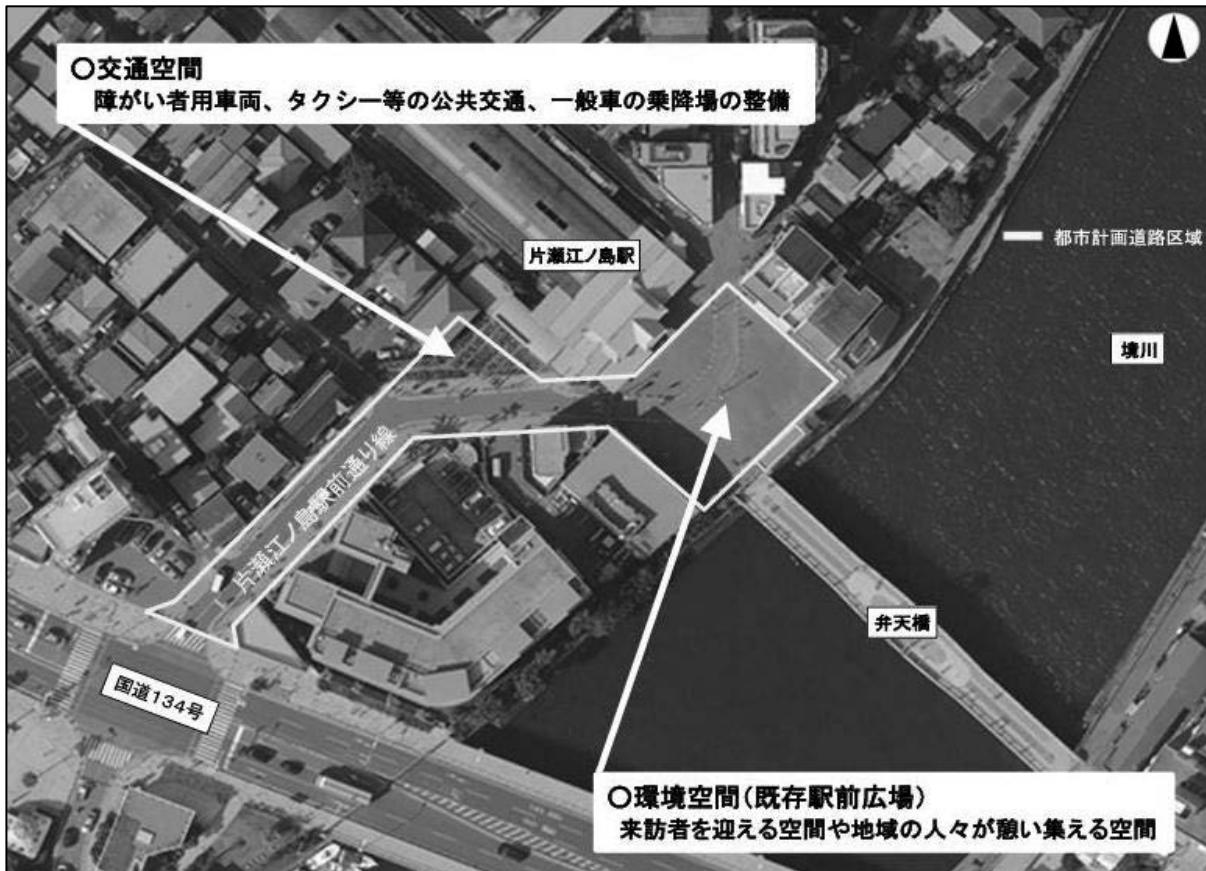 〇交通空間
障がい者用車両、タクシー等の公共交通、一般車の乗降場の整備
片瀬江ノ島駅
都市計画道路区域
境川
片瀬江ノ島駅前通り線
弁天橋
国道134号
〇環境空間(既存駅前広場)
来訪者を迎える空間や地域の人々が憩い集える空間